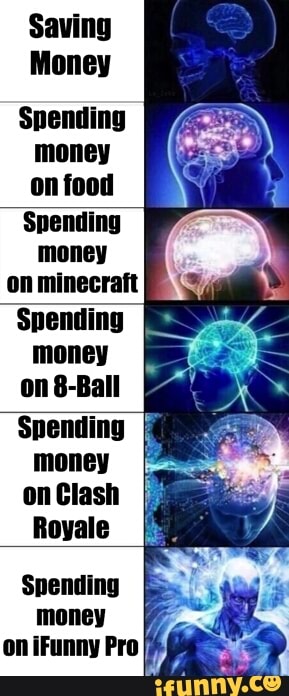 Saving
Money
Spending
money
on food
Spending
money
on minecraft
Spending
money
on 8-Ball
Spending
money
on Clash
Royale
Spending
money
on iFunny Pro
ifunny.co